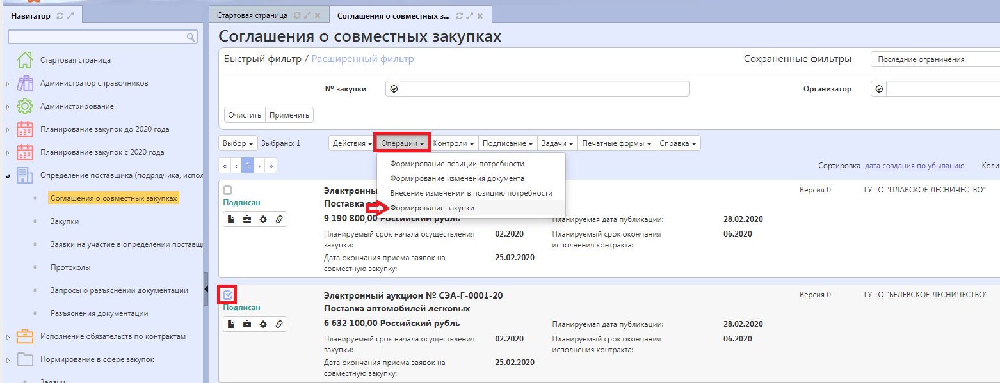 Навигатор
Стартовая страница
Администратор справочников
Администрирование
Планирование закупок до 2020 года
Планирование закупок с 2020 года
Определение поставщика (подрядчика, испол
Соглашения о совместных закупках
Закупки
Заявки на участие в определении поставщ
Протоколы
Запросы о разъяснении документации
Разъяснения документации
Исполнение обязательств по контрактам
Нормирование в сфере закупок
Задачи
Стартовая страница
Соглашения о совместных з...
Соглашения о совместных закупках
Быстрый фильтр / Расширенный фильтр
Сохраненные фильтры
Последние ограничения
№ закупки
Организатор
Очистить Применить
Выбор Выбрано: 1 Действия Операции Контроли Подписание Задачи Печатные формы Справка
« ‹ 1 › »
Сортировка дата создания по убыванию
Коли
Формирование позиции потребности
Формирование изменения документа
Внесение изменений в позицию потребности
Формирование закупки
Подписан
Электронны
Поставка
9 190 800,00 Российский рубль
Версия 0
ГУ ТО "ПЛАВСКОЕ ЛЕСНИЧЕСТВО"
Планируемая дата публикации: 28.02.2020
Планируемый срок начала осуществления закупки: 02.2020
Планируемый срок окончания исполнения контракта: 06.2020
Дата окончания приема заявок на совместную закупку: 25.02.2020
Подписан
Электронный аукцион № СЭА-Г-0001-20
Поставка автомобилей легковых
6 632 100,00 Российский рубль
Версия 0
ГУ ТО "БЕЛЕВСКОЕ ЛЕСНИЧЕСТВО"
Планируемая дата публикации: 28.02.2020
Планируемый срок начала осуществления закупки: 02.2020
Планируемый срок окончания исполнения контракта: 06.2020
Дата окончания приема заявок на совместную закупку: 25.02.2020